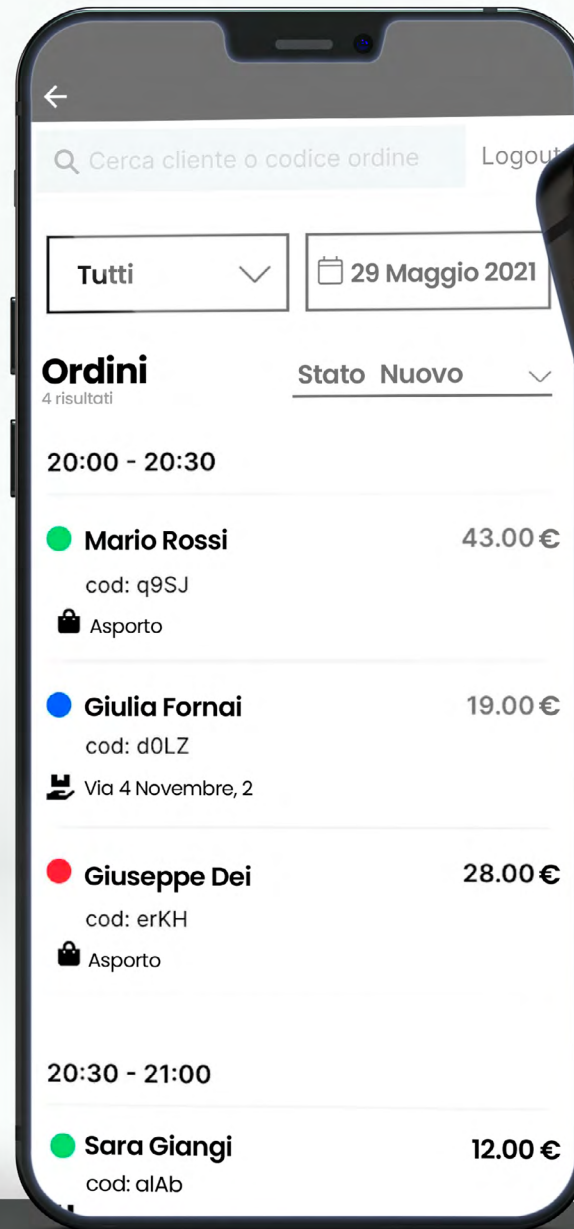 Cerca cliente o codice ordine Logout
Tutti 29 Maggio 2021
Ordini Stato Nuovo
4 risultati
20:00 - 20:30
Mario Rossi 43.00 €
cod: q9SJ
Asporto
Giulia Fornai 19.00 €
cod: d0LZ
Via 4 Novembre, 2
Giuseppe Dei 28.00 €
cod: erKH
Asporto
20:30 - 21:00
Sara Giangi 12.00 €
cod: alAb